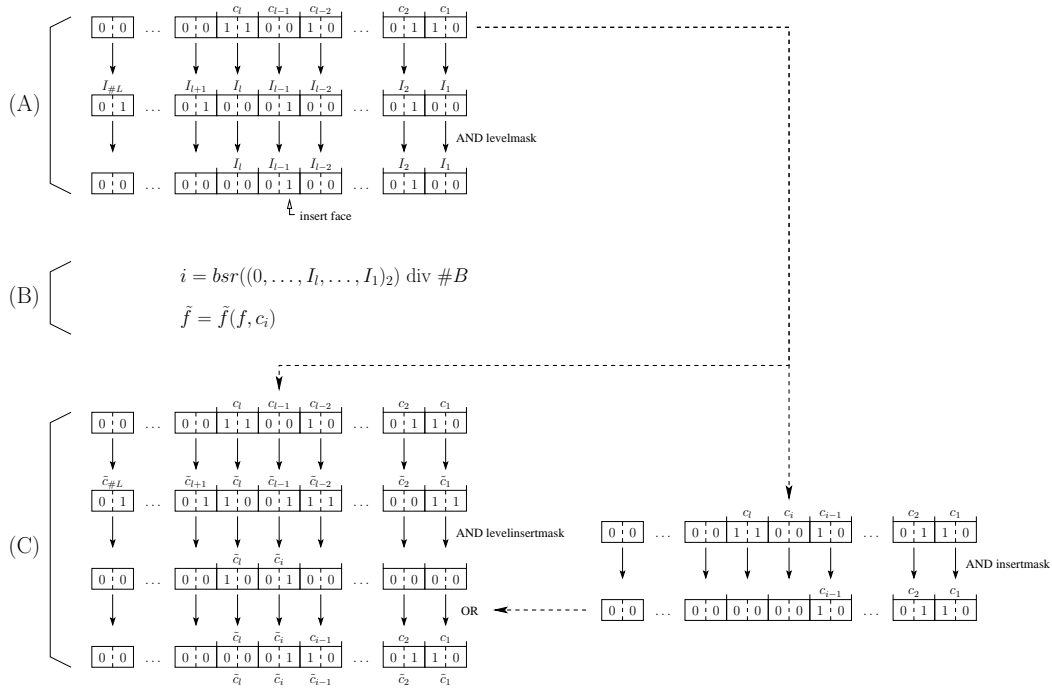 c_l c_{l-1} c_{l-2} c_2 c_1
0 0 ... 0 0 1 1 0 0 1 0 ... 0 1 1 0
I_{#L} I_{l+1} I_l I_{l-1} I_{l-2} I_2 I_1
(A) 0 1 ... 0 1 0 0 0 1 0 0 ... 0 1 0 0
AND levelmask
I_l I_{l-1} I_{l-2} I_2 I_1
0 0 ... 0 0 0 0 0 1 0 0 ... 0 1 0 0
insert face
(B) i = bsr((0, ..., I_l, ..., I_1)_2) div #B
f̃ = f̃(f, c_i)
c_l c_{l-1} c_{l-2} c_2 c_1
0 0 ... 0 0 1 1 0 0 1 0 ... 0 1 1 0
c̃_{#L} c̃_{l+1} c̃_l c̃_{l-1} c̃_{l-2} c̃_2 c̃_1
0 1 ... 0 1 1 0 0 1 1 1 ... 0 0 1 1
(C) AND levelinsertmask
c̃_l c̃_i
0 0 ... 0 0 1 0 0 1 0 0 ... 0 0 0 0
OR
c̃_l c̃_i c_{i-1} c_2 c_1
0 0 ... 0 0 1 0 0 1 1 0 ... 0 1 1 0
c̃_l c̃_i c̃_{i-1} c̃_2 c̃_1
c_l c_i c_{i-1} c_2 c_1
0 0 ... 0 0 1 1 0 0 1 0 ... 0 1 1 0
AND insertmask
c_{i-1} c_2 c_1
0 0 ... 0 0 0 0 0 0 1 0 ... 0 1 1 0